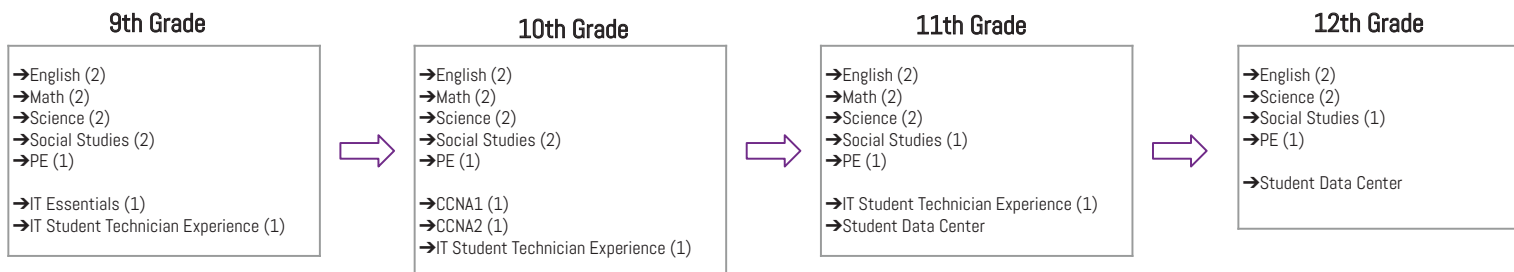 9th Grade
➔English (2)
➔Math (2)
➔Science (2)
➔Social Studies (2)
➔PE (1)
➔IT Essentials (1)
➔IT Student Technician Experience (1)
10th Grade
➔English (2)
➔Math (2)
➔Science (2)
➔Social Studies (2)
➔PE (1)
➔CCNA1 (1)
➔CCNA2 (1)
➔IT Student Technician Experience (1)
11th Grade
➔English (2)
➔Math (2)
➔Science (2)
➔Social Studies (1)
➔PE (1)
➔IT Student Technician Experience (1)
➔Student Data Center
12th Grade
➔English (2)
➔Science (2)
➔Social Studies (1)
➔PE (1)
➔Student Data Center